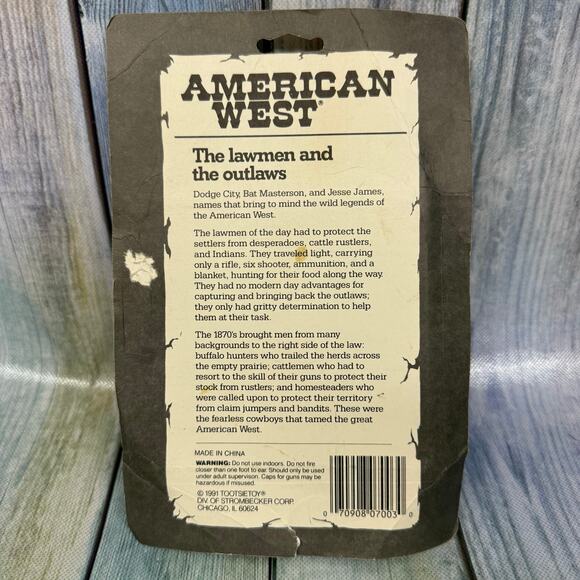 AMERICAN
WEST®
The lawmen and
the outlaws
Dodge City, Bat Masterson, and Jesse James,
names that bring to mind the wild legends of
the American West.
The lawmen of the day had to protect the
settlers from desperadoes, cattle rustlers,
and Indians. They traveled light, carrying
only a rifle, six shooter, ammunition, and a
blanket, hunting for their food along the way.
They had no modern day advantages for
capturing and bringing back the outlaws;
they only had gritty determination to help
them at their task.
The 1870's brought men from many
backgrounds to the right side of the law:
buffalo hunters who trailed the herds across
the empty prairie; cattlemen who had to
resort to the skill of their guns to protect their
stock from rustlers; and homesteaders who
were called upon to protect their territory
from claim jumpers and bandits. These were
the fearless cowboys that tamed the great
American West.
MADE IN CHINA
WARNING: Do not use indoors. Do not fire
closer than one foot to ear. Should only be used
under adult supervison. Caps for guns may be
hazardous if misused.
© 1991 TOOTSIETOY®
DIV. OF STROMBECKER CORP.
CHICAGO, IL 60624
0 70908 07003 0